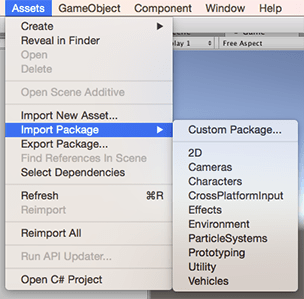 Assets GameObject Component Window
Create
Reveal in Finder
Open
Delete
Open Scene Additive
Import New Asset...
Import Package
Export Package...
Find References In Scene
Select Dependencies
Refresh ⌘R
Reimport
Reimport All
Run API Updater...
Open C# Project
play 1 Free Aspect
Custom Package...
2D
Cameras
Characters
CrossPlatformInput
Effects
Environment
ParticleSystems
Prototyping
Utility
Vehicles